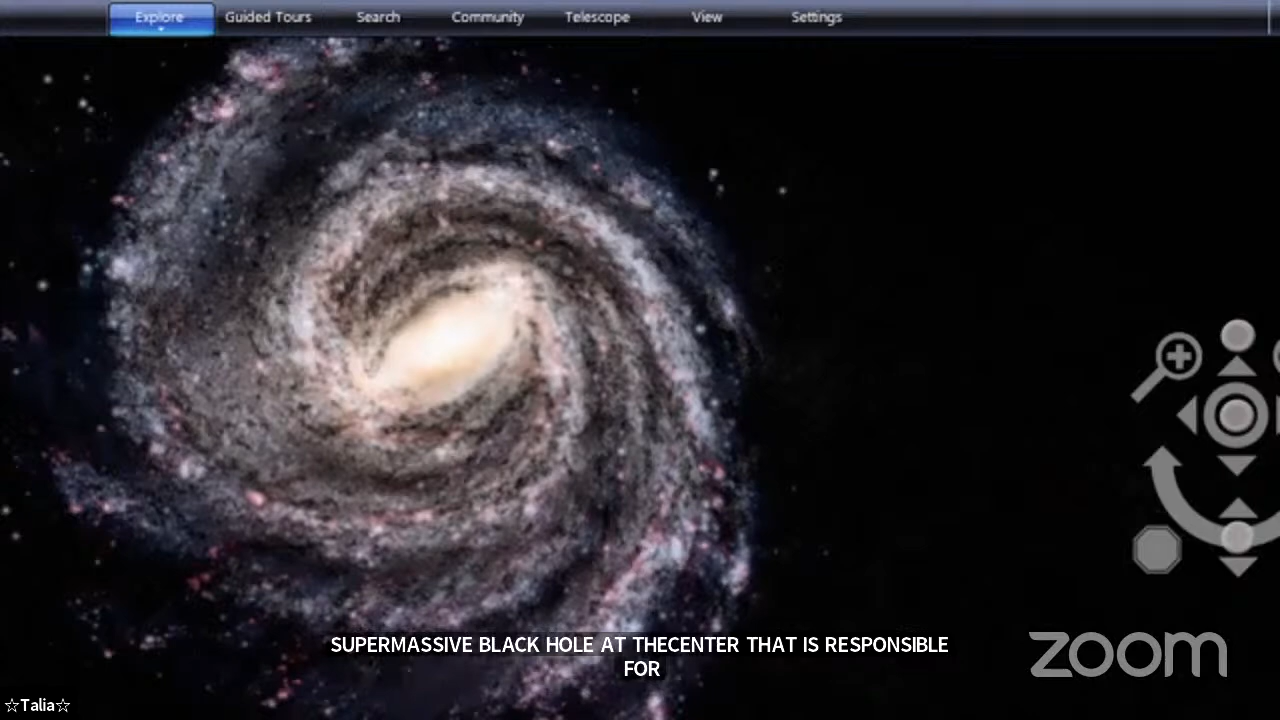 Explore
Guided Tours
Search
Community
Telescope
View
Settings
SUPERMASSIVE BLACK HOLE AT THECENTER THAT IS RESPONSIBLE
FOR
zoom
☆Talia☆